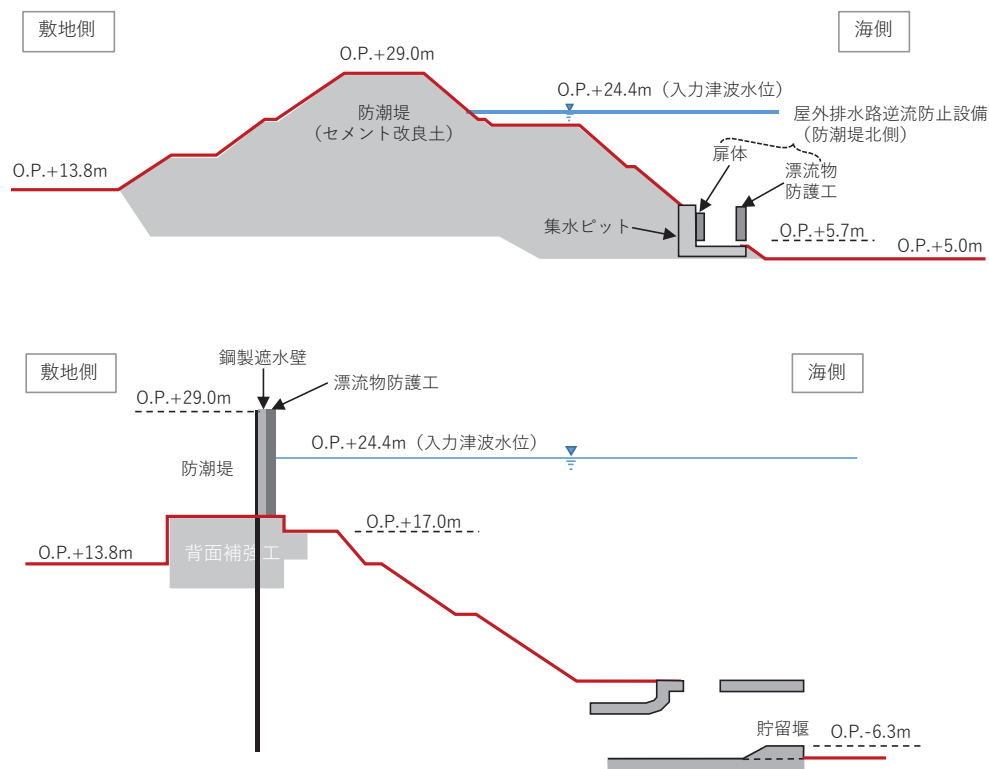 敷地側
海側
O.P.+29.0m
O.P.+24.4m（入力津波水位）
防潮堤
（セメント改良土）
屋外排水路逆流防止設備
（防潮堤北側）
扉体
漂流物
防護工
O.P.+13.8m
集水ピット
O.P.+5.7m
O.P.+5.0m
鋼製遮水壁
敷地側
海側
漂流物防護工
O.P.+29.0m
O.P.+24.4m（入力津波水位）
防潮堤
O.P.+17.0m
O.P.+13.8m
背面補強工
貯留堰
O.P.-6.3m